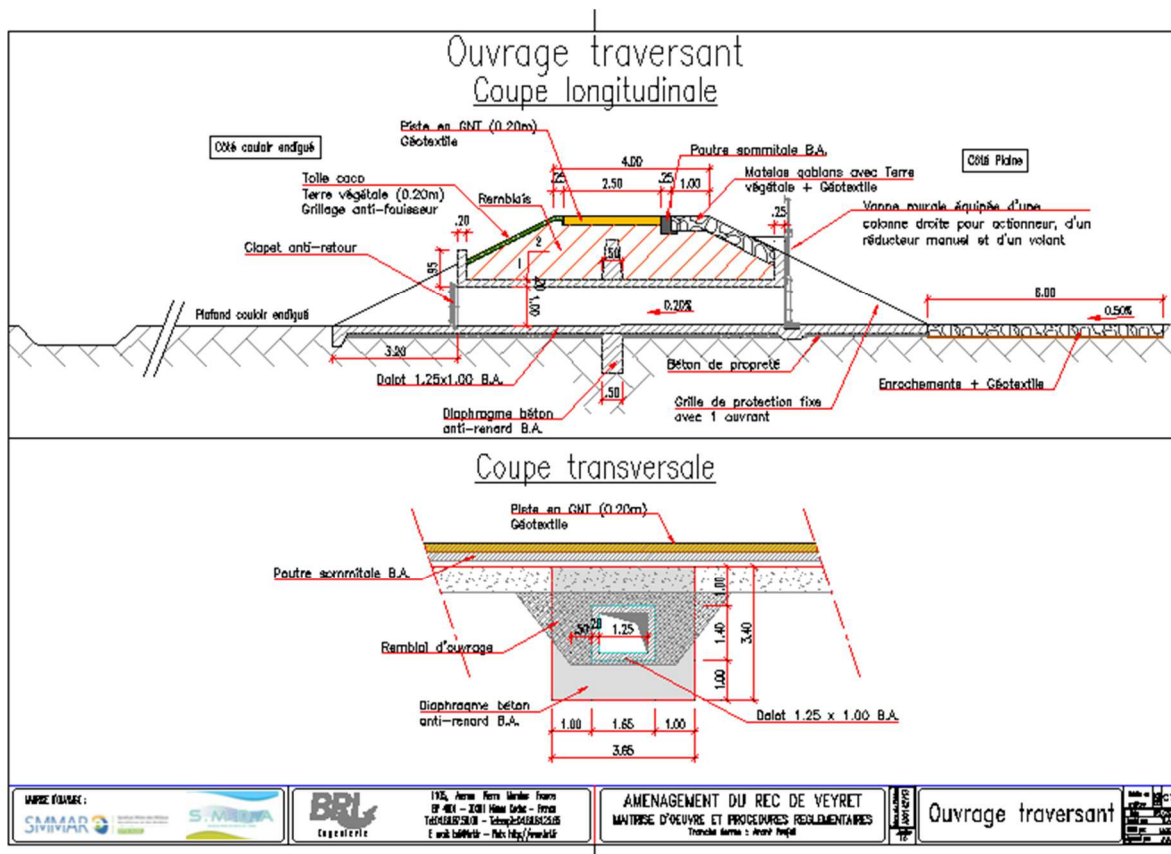 Ouvrage traversant
Coupe longitudinale
Piste en GNT (0.20m)
Géotextile
Côté couloir endigué
4.00
Poutre sommitale B.A.
Côté Plaine
.25
2.50
.25
1.00
Matelas gabions avec Terre
végétale + Géotextile
Toile coco
Terre végétale (0.20m)
Grillage anti-fouisseur
Remblais
.20
.25
Vanne murale équipée d'une
colonne droite pour actionneur, d'un
réducteur manuel et d'un volant
Clapet anti-retour
2
1
.50
.95
.20
1.00
0.20%
6.00
0.50%
Plafond couloir endigué
Dalot 1.25x1.00 B.A.
Béton de propreté
Enrochements + Géotextile
.50
Diaphragme béton
anti-renard B.A.
Grille de protection fixe
avec 1 ouvrant
Coupe transversale
Piste en GNT (0.20m)
Géotextile
Poutre sommitale B.A.
1.00
.50
.20
1.25
1.40
3.40
Remblai d'ouvrage
1.00
Diaphragme béton
anti-renard B.A.
Dalot 1.25 x 1.00 B.A.
1.00
1.65
1.00
3.65
MAITRISE D'OUVRAGE :
SMMAR
BRL
Ingénierie
AMENAGEMENT DU REC DE VEYRET
MAITRISE D'OEUVRE ET PROCEDURES REGLEMENTAIRES
Ouvrage traversant